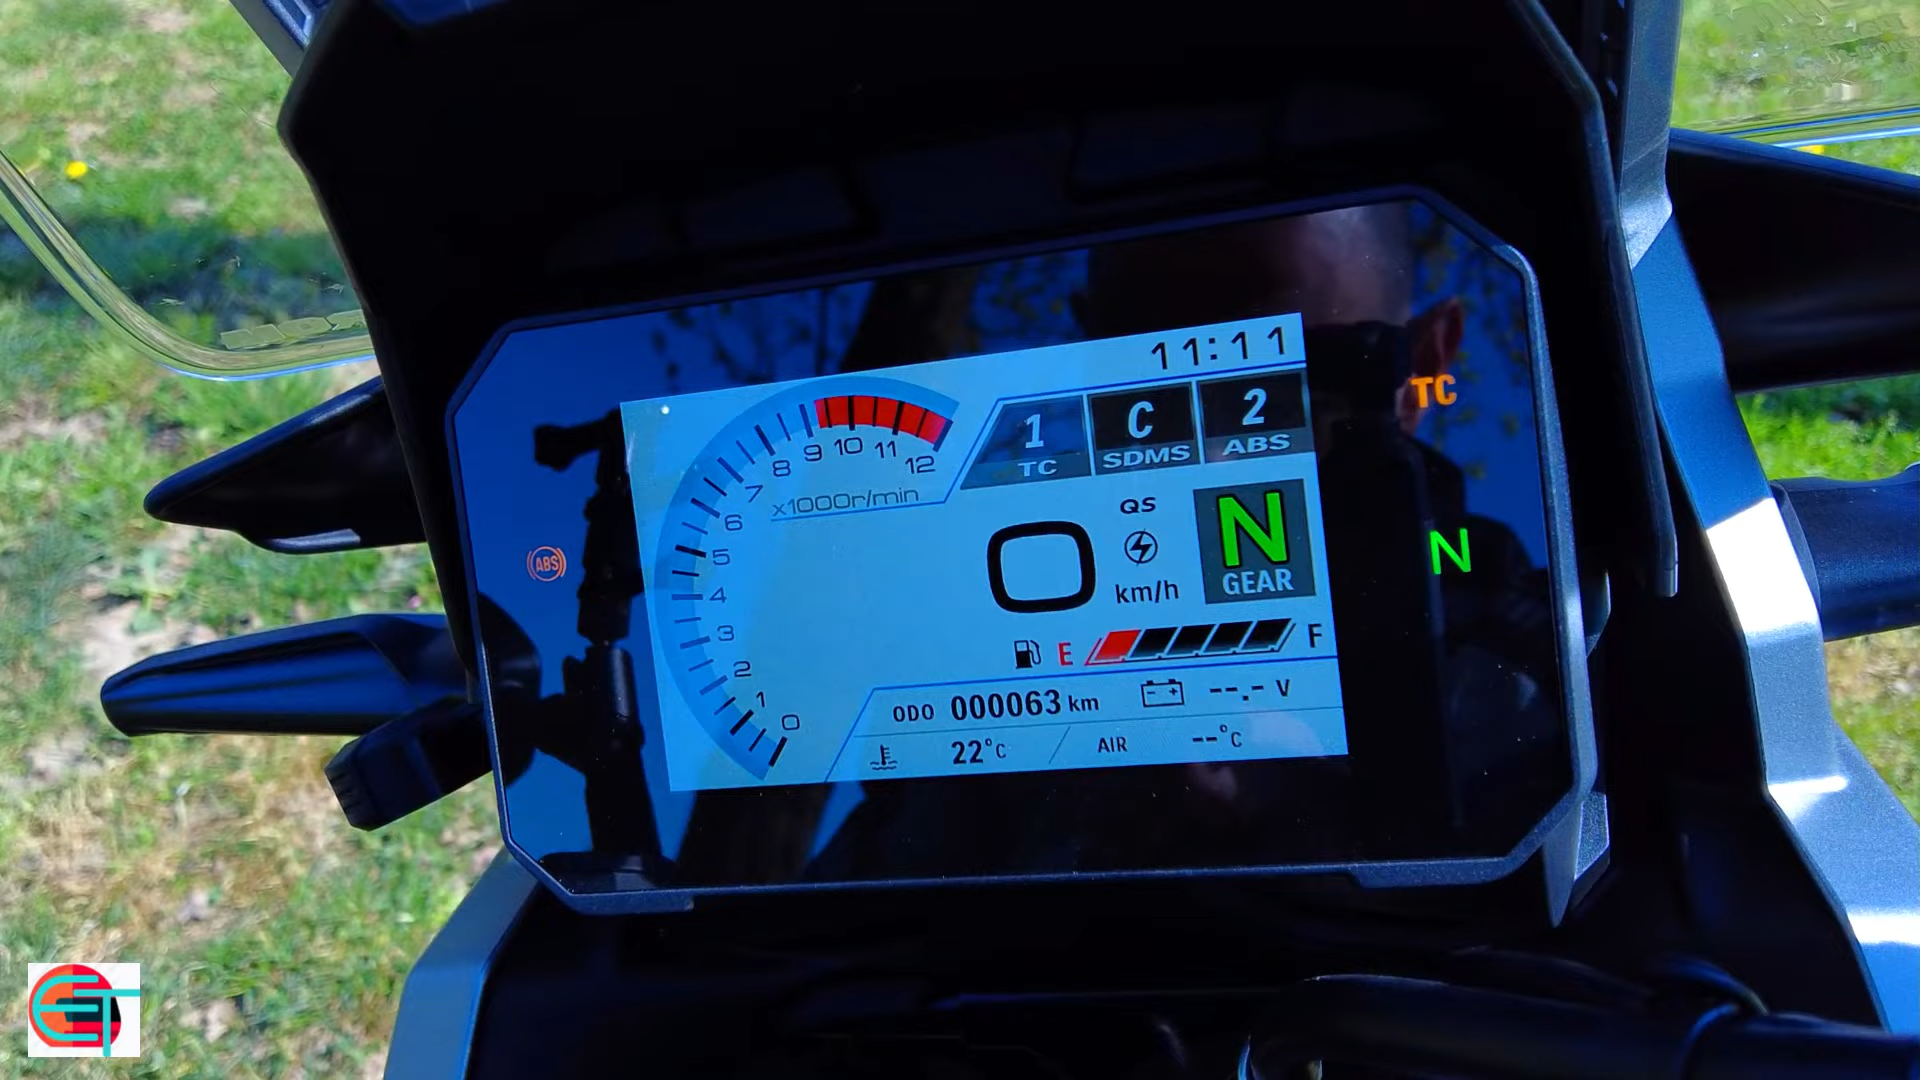 11:11
1 TC
C SDMS
2 ABS
TC
8 9 10 11 12
7
x1000r/min
6
5
4
3
2
1
0
QS
0
km/h
N
GEAR
N
ABS
E F
ODO 000063 km
--.- V
22°C
AIR --°C
ET